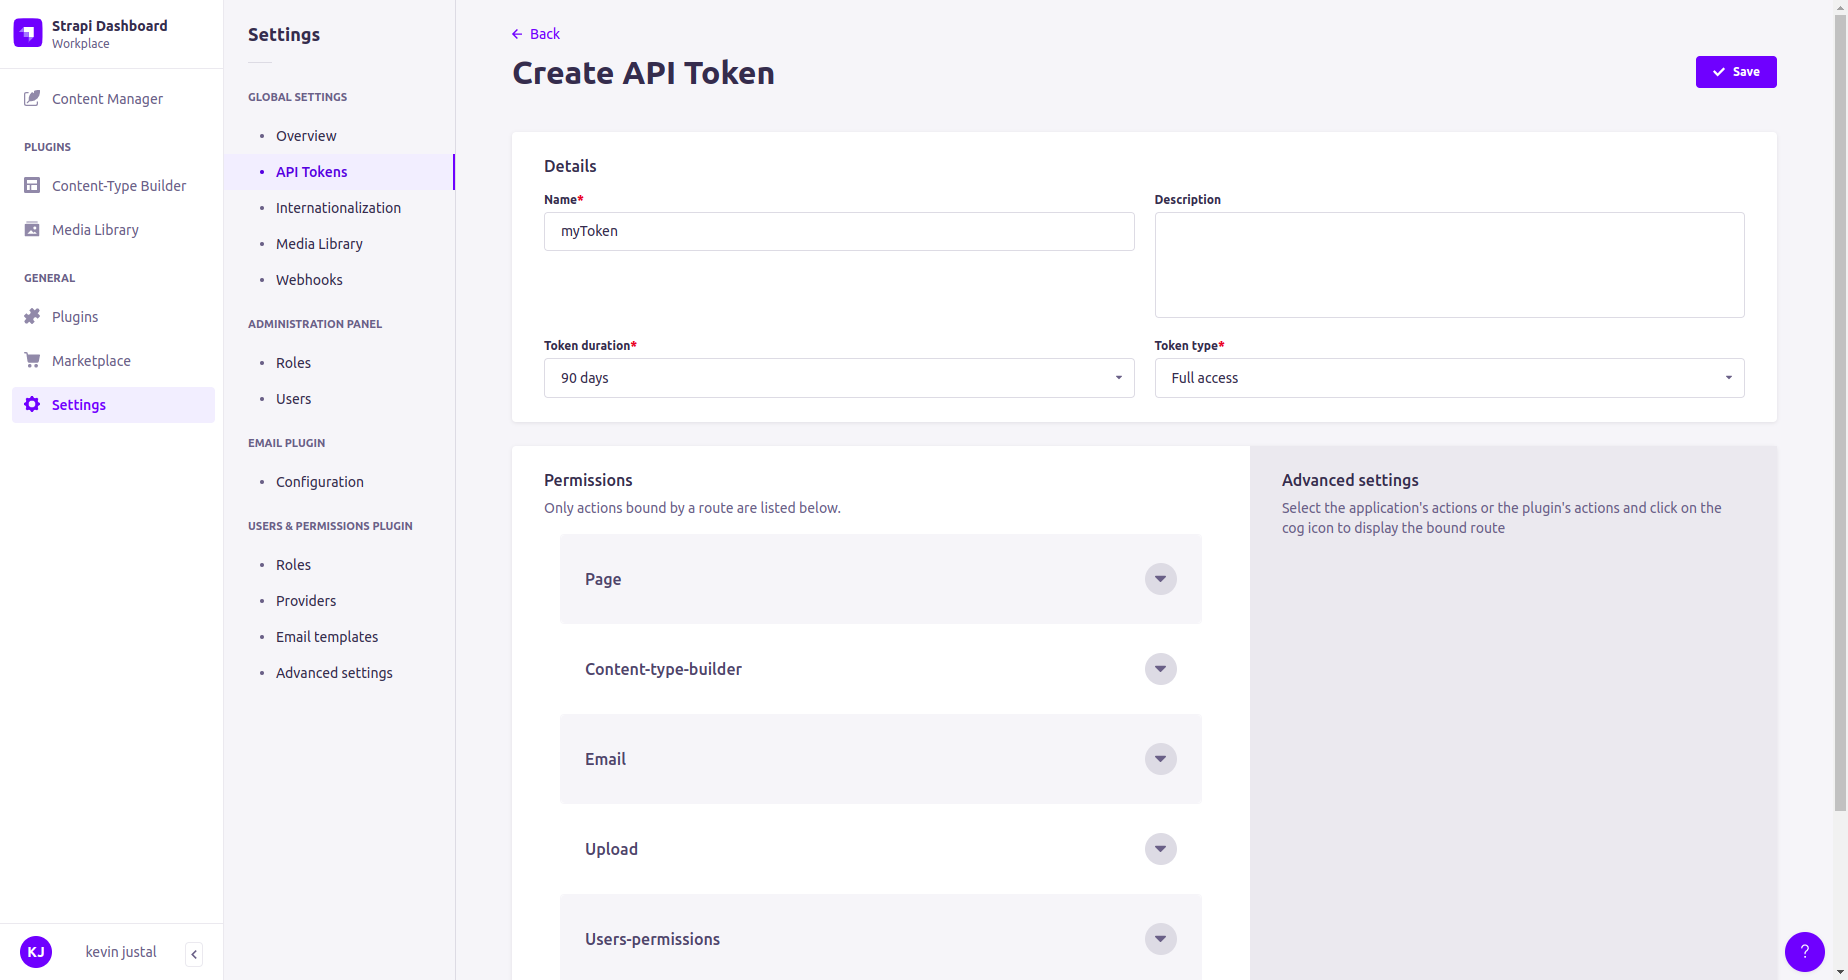 Strapi Dashboard
Workplace
Content Manager
PLUGINS
Content-Type Builder
Media Library
GENERAL
Plugins
Marketplace
Settings
KJ
kevin justal
Settings
GLOBAL SETTINGS
Overview
API Tokens
Internationalization
Media Library
Webhooks
ADMINISTRATION PANEL
Roles
Users
EMAIL PLUGIN
Configuration
USERS & PERMISSIONS PLUGIN
Roles
Providers
Email templates
Advanced settings
Back
Create API Token
Save
Details
Name*
myToken
Description
Token duration*
90 days
Token type*
Full access
Permissions
Only actions bound by a route are listed below.
Page
Content-type-builder
Email
Upload
Users-permissions
Advanced settings
Select the application's actions or the plugin's actions and click on the
cog icon to display the bound route
?